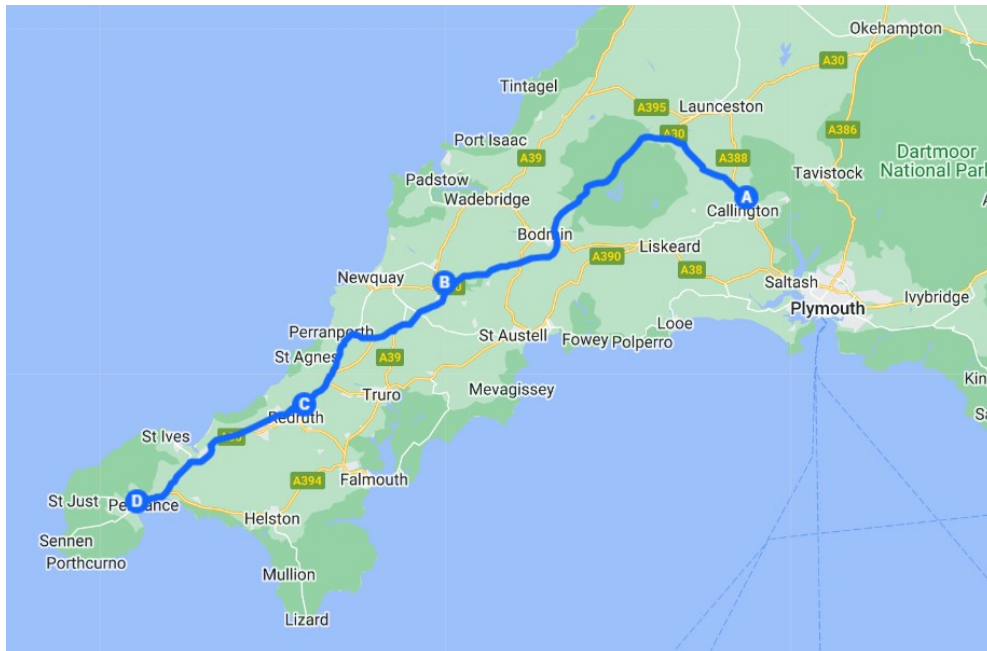 Okehampton
A30
Tintagel
A395
Launceston
A30
A386
Port Isaac
A39
A388
Dartmoor
National Park
Padstow
Tavistock
Wadebridge
A
Callington
Bodmin
Liskeard
A390
Newquay
B
A38
Saltash
Plymouth
Ivybridge
Perranporth
St Austell
Looe
Fowey
Polperro
St Agnes
A39
Mevagissey
Truro
C
Redruth
St Ives
A394
Falmouth
St Just
D
Penzance
Helston
Sennen
Porthcurno
Mullion
Lizard